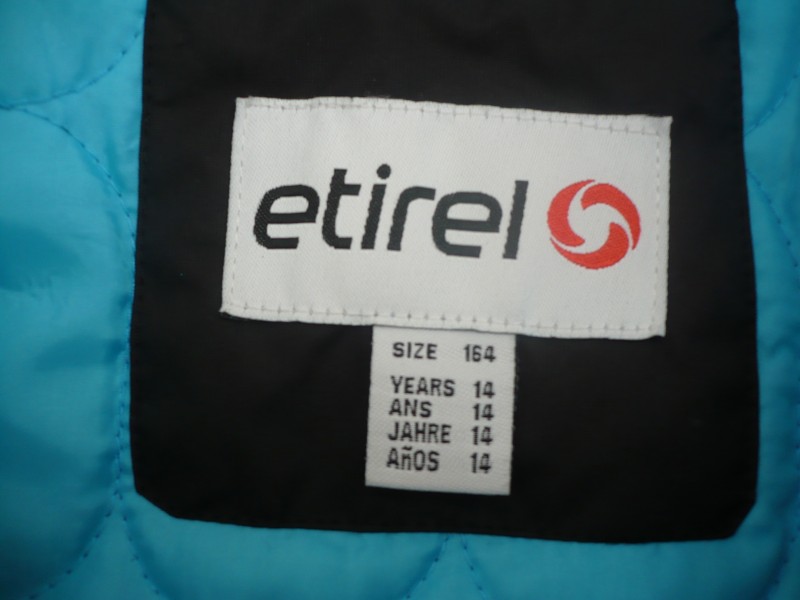 etirel
SIZE 164
YEARS 14
ANS 14
JAHRE 14
AñOS 14